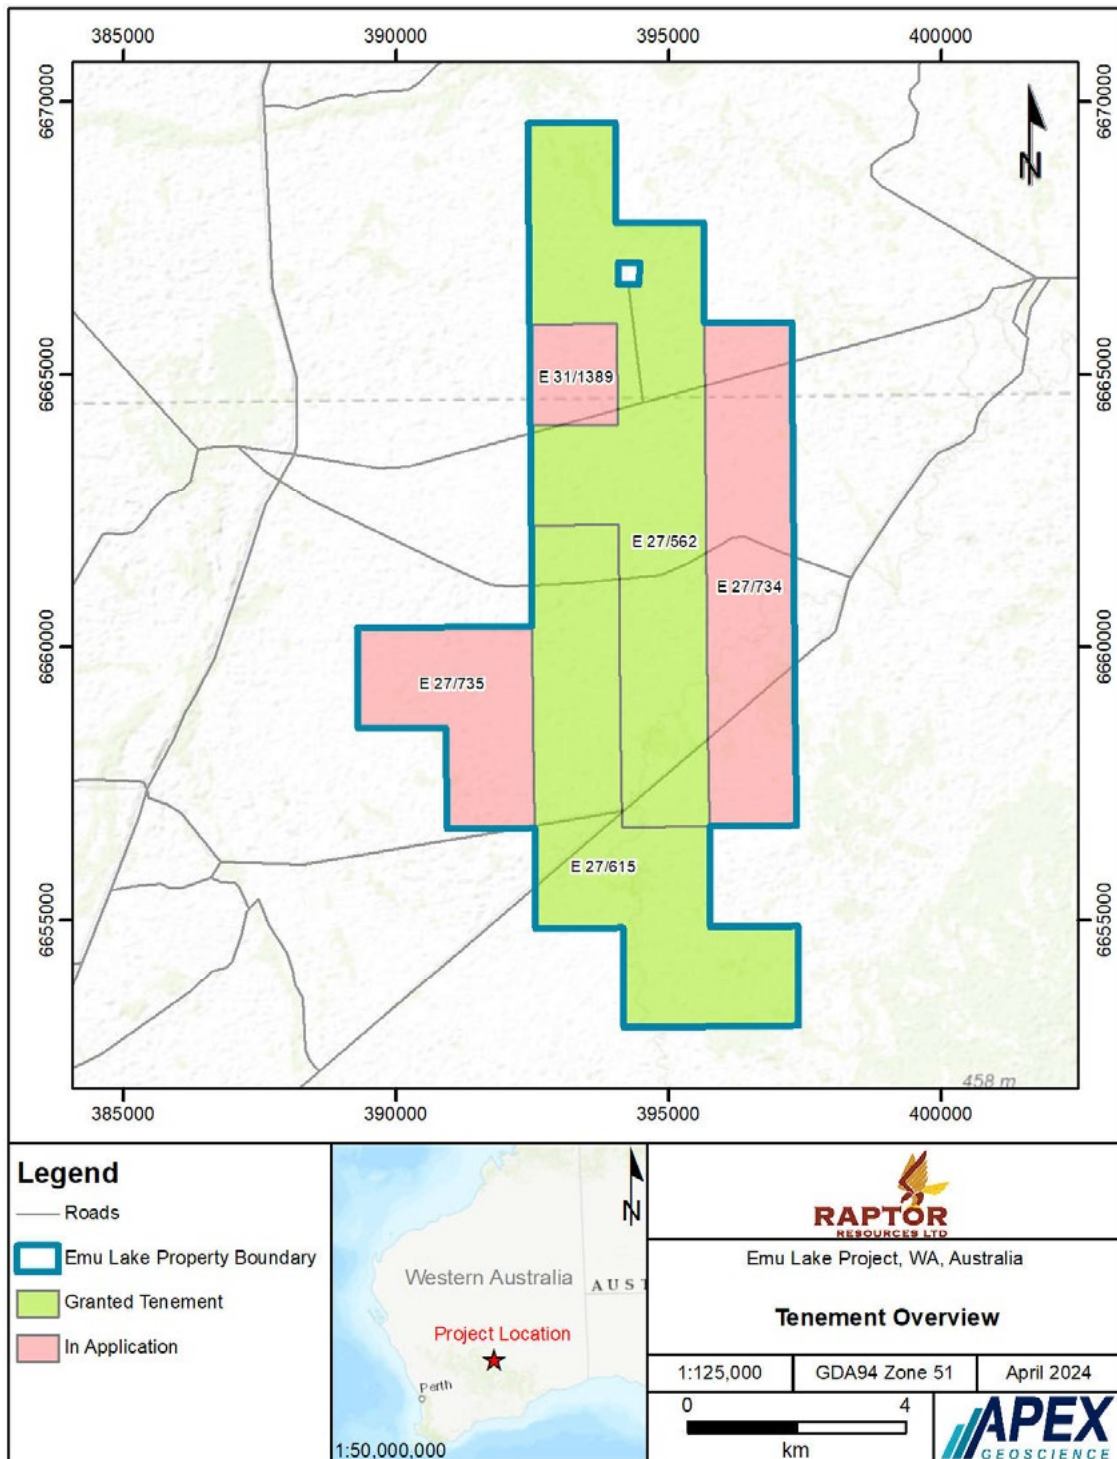 385000
390000
395000
400000
6670000
6670000
N
E 31/1389
6665000
6665000
E 27/562
E 27/734
E 27/735
6660000
6660000
E 27/615
6655000
6655000
458 m
385000
390000
395000
400000
Legend
Roads
Emu Lake Property Boundary
Granted Tenement
In Application
N
Western Australia
AUST
Project Location
Perth
1:50,000,000
RAPTOR
RESOURCES LTD
Emu Lake Project, WA, Australia
Tenement Overview
1:125,000
GDA94 Zone 51
April 2024
0 4
km
APEX
GEOSCIENCE